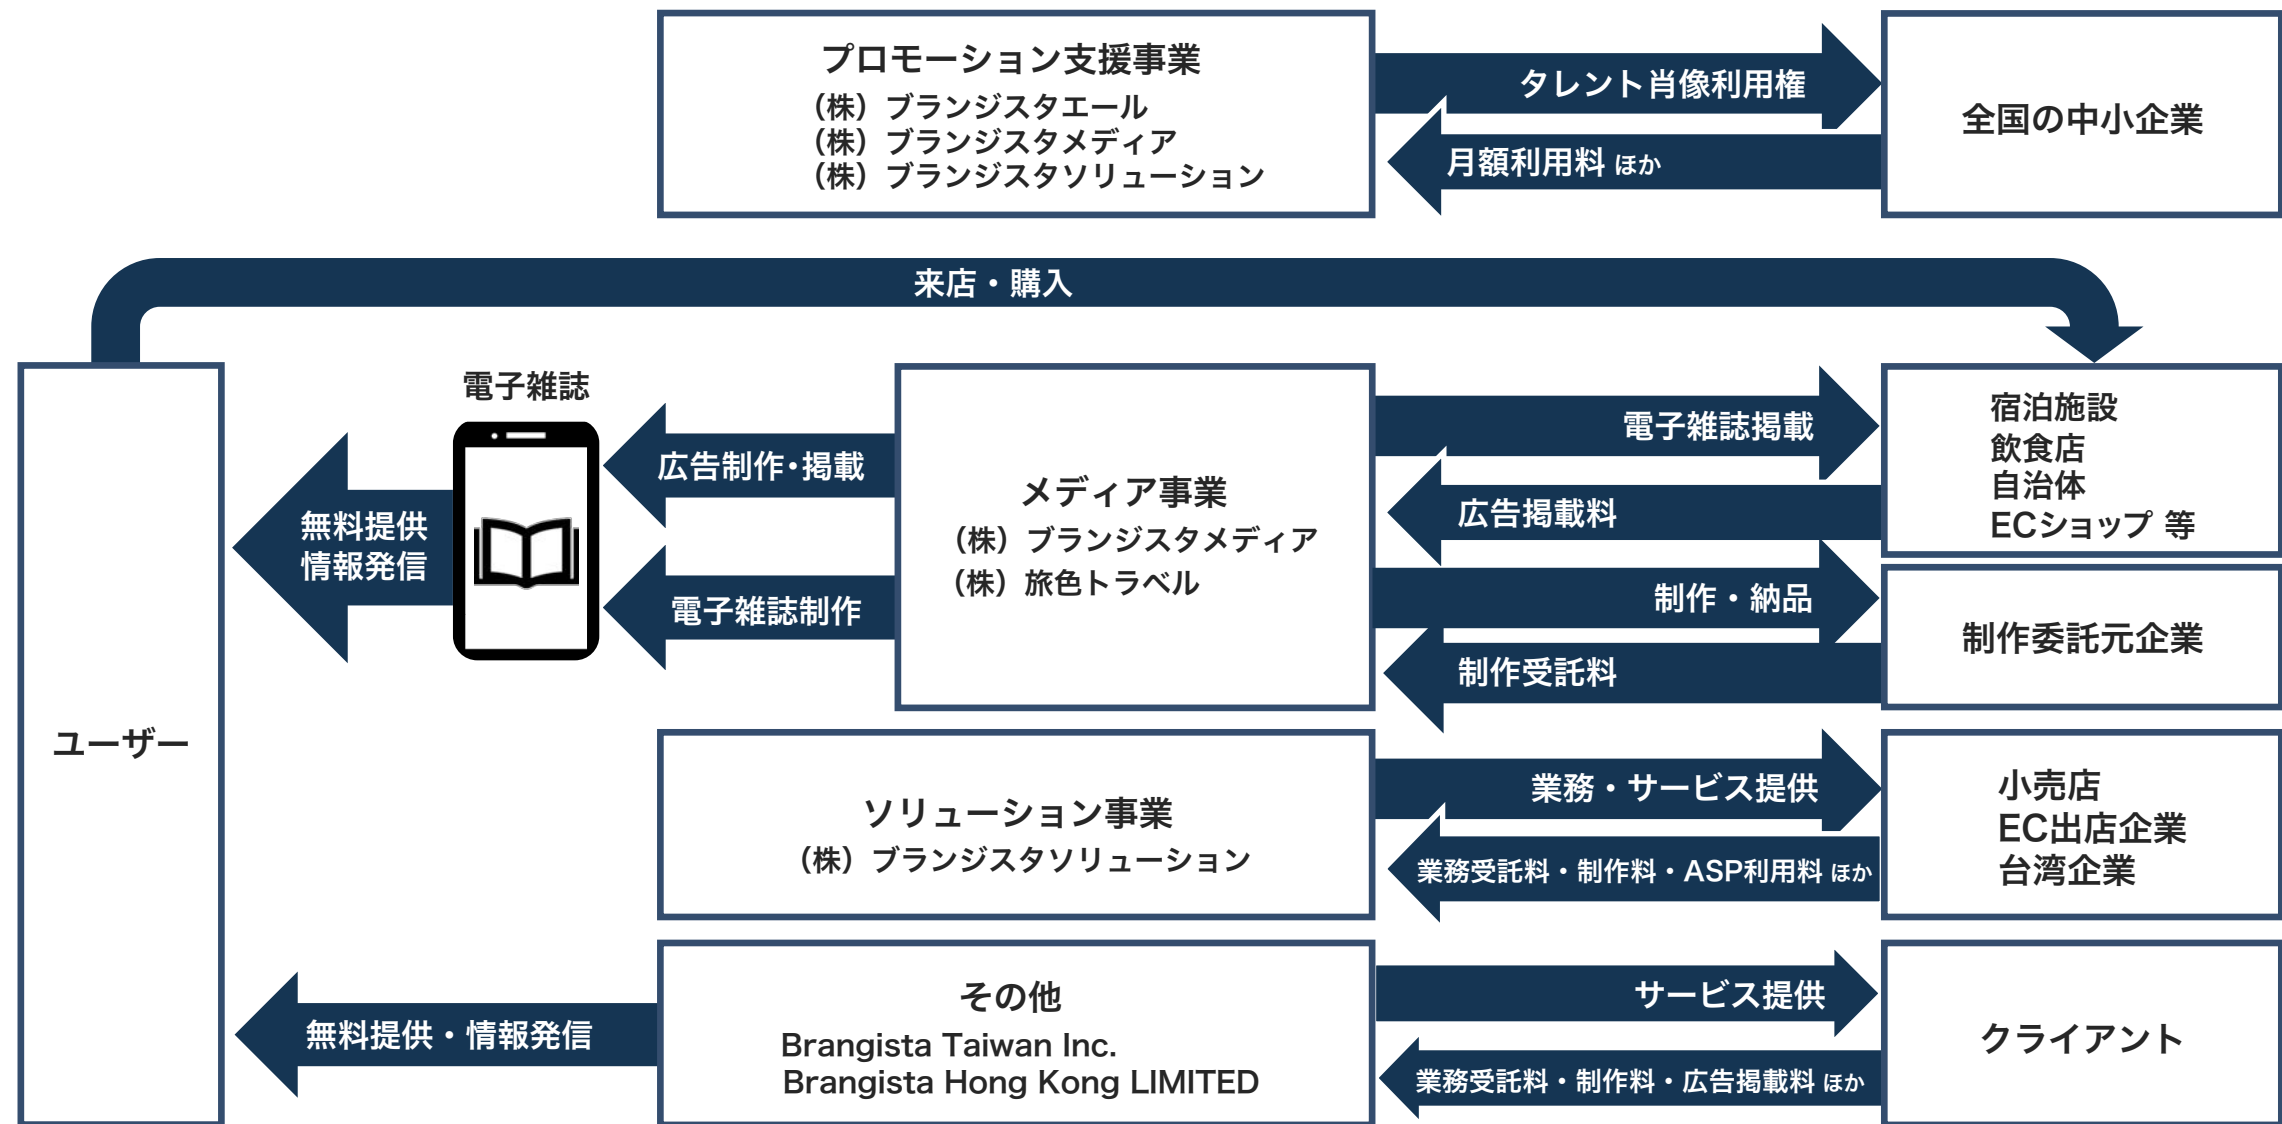 プロモーション支援事業
（株）ブランジスタエール
（株）ブランジスタメディア
（株）ブランジスタソリューション
タレント肖像利用権
月額利用料 ほか
全国の中小企業
来店・購入
ユーザー
電子雑誌
無料提供
情報発信
広告制作・掲載
電子雑誌制作
メディア事業
（株）ブランジスタメディア
（株）旅色トラベル
電子雑誌掲載
広告掲載料
宿泊施設
飲食店
自治体
ECショップ 等
制作・納品
制作受託料
制作委託元企業
ソリューション事業
（株）ブランジスタソリューション
業務・サービス提供
業務受託料・制作料・ASP利用料 ほか
小売店
EC出店企業
台湾企業
無料提供・情報発信
その他
Brangista Taiwan Inc.
Brangista Hong Kong LIMITED
サービス提供
業務受託料・制作料・広告掲載料 ほか
クライアント